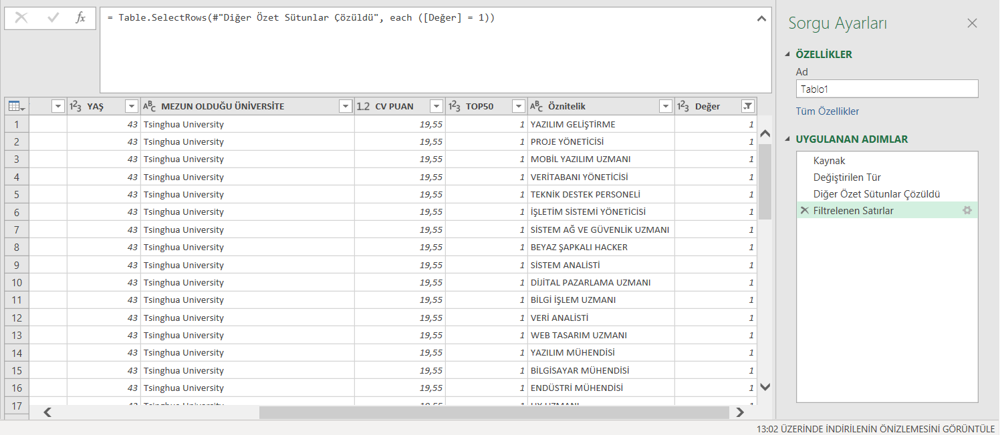 fx
= Table.SelectRows(#"Diğer Özet Sütunlar Çözüldü", each ([Değer] = 1))
1²3 YAŞ ABC MEZUN OLDUĞU ÜNİVERSİTE 1.2 CV PUAN 1²3 TOP50 ABC Öznitelik 1²3 Değer
1 43 Tsinghua University 19,55 1 YAZILIM GELİŞTİRME 1
2 43 Tsinghua University 19,55 1 PROJE YÖNETİCİSİ 1
3 43 Tsinghua University 19,55 1 MOBİL YAZILIM UZMANI 1
4 43 Tsinghua University 19,55 1 VERİTABANI YÖNETİCİSİ 1
5 43 Tsinghua University 19,55 1 TEKNİK DESTEK PERSONELİ 1
6 43 Tsinghua University 19,55 1 İŞLETİM SİSTEMİ YÖNETİCİSİ 1
7 43 Tsinghua University 19,55 1 SİSTEM AĞ VE GÜVENLİK UZMANI 1
8 43 Tsinghua University 19,55 1 BEYAZ ŞAPKALI HACKER 1
9 43 Tsinghua University 19,55 1 SİSTEM ANALİSTİ 1
10 43 Tsinghua University 19,55 1 DİJİTAL PAZARLAMA UZMANI 1
11 43 Tsinghua University 19,55 1 BİLGİ İŞLEM UZMANI 1
12 43 Tsinghua University 19,55 1 VERİ ANALİSTİ 1
13 43 Tsinghua University 19,55 1 WEB TASARIM UZMANI 1
14 43 Tsinghua University 19,55 1 YAZILIM MÜHENDİSİ 1
15 43 Tsinghua University 19,55 1 BİLGİSAYAR MÜHENDİSİ 1
16 43 Tsinghua University 19,55 1 ENDÜSTRİ MÜHENDİSİ 1
17
Sorgu Ayarları
ÖZELLİKLER
Ad
Tablo1
Tüm Özellikler
UYGULANAN ADIMLAR
Kaynak
Değiştirilen Tür
Diğer Özet Sütunlar Çözüldü
Filtrelenen Satırlar
13:02 ÜZERİNDE İNDİRİLENİN ÖNİZLEMESİNİ GÖRÜNTÜLE